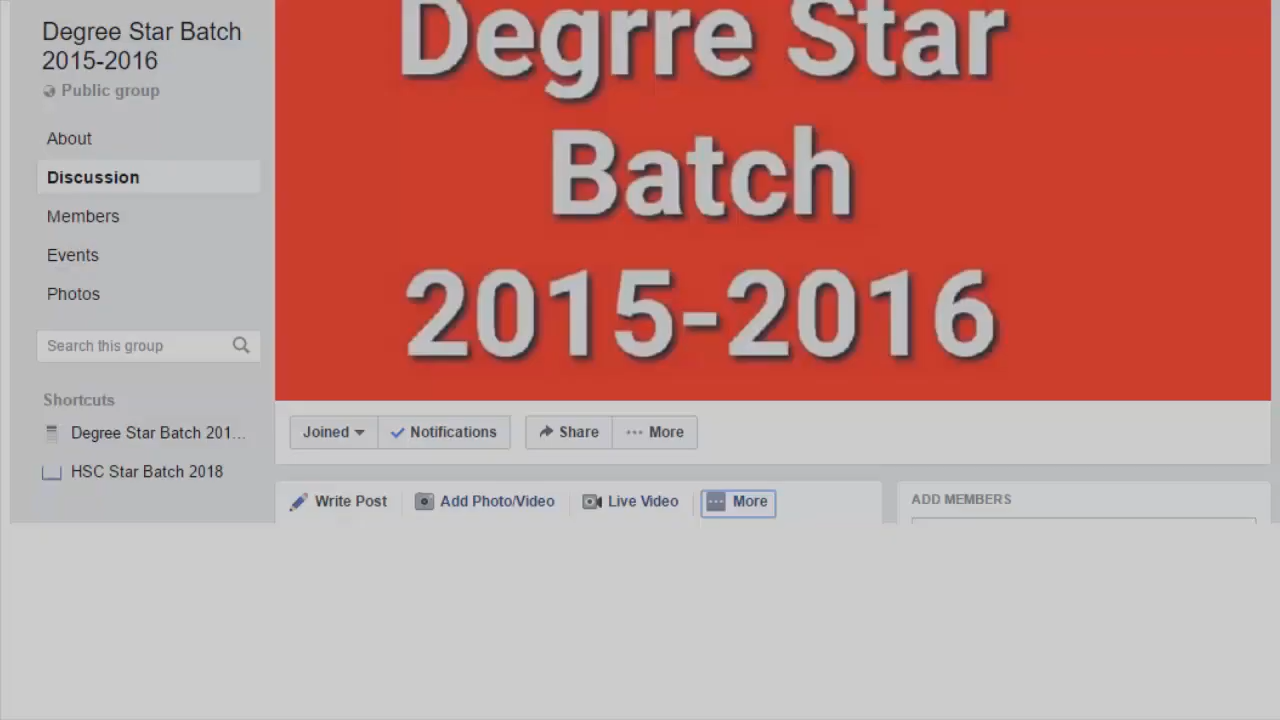 Degree Star Batch
2015-2016
Public group
About
Discussion
Members
Events
Photos
Search this group
Shortcuts
Degree Star Batch 201...
HSC Star Batch 2018
Degrre Star
Batch
2015-2016
Joined Notifications Share More
Write Post Add Photo/Video Live Video More
ADD MEMBERS